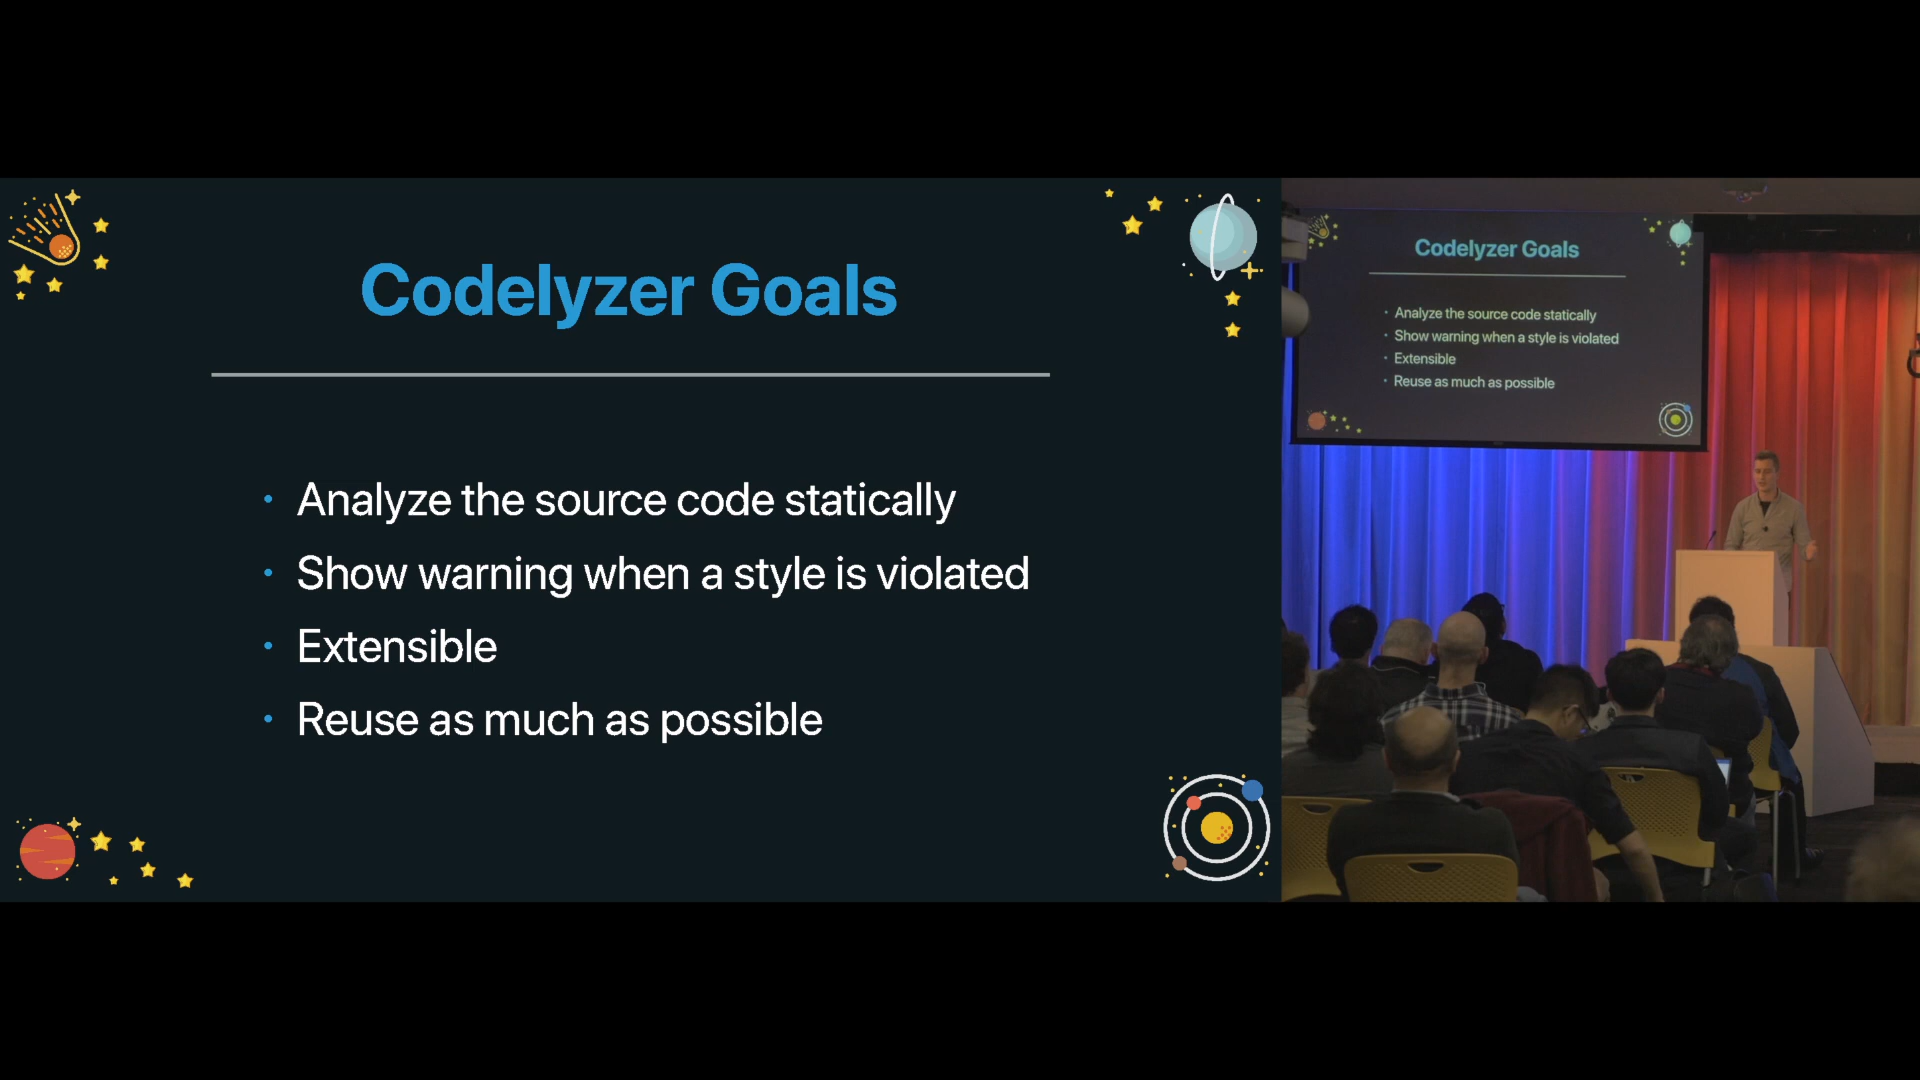 Codelyzer Goals
• Analyze the source code statically
• Show warning when a style is violated
• Extensible
• Reuse as much as possible
Codelyzer Goals
• Analyze the source code statically
• Show warning when a style is violated
• Extensible
• Reuse as much as possible